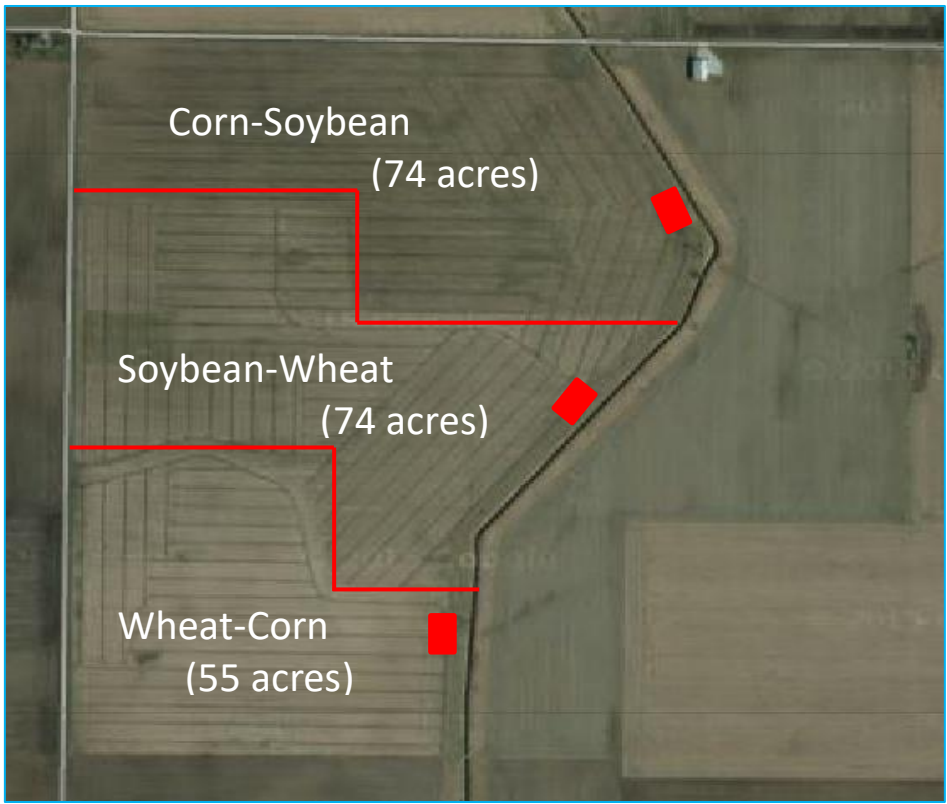 Corn-Soybean
(74 acres)
Soybean-Wheat
(74 acres)
Wheat-Corn
(55 acres)